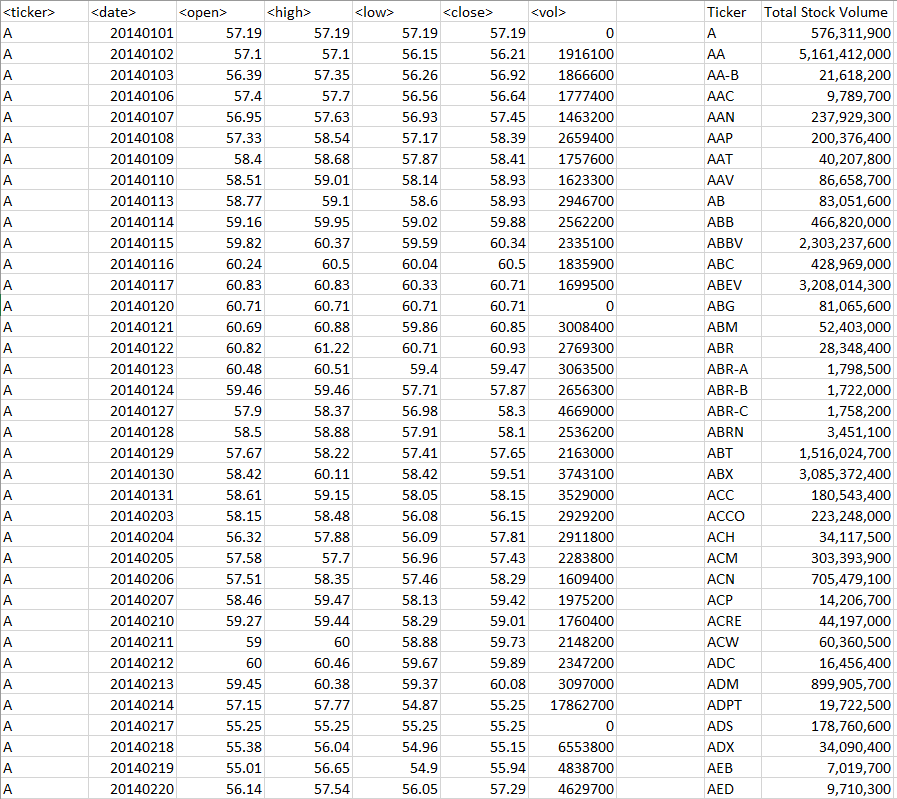 <ticker> <date> <open> <high> <low> <close> <vol> Ticker Total Stock Volume
A 20140101 57.19 57.19 57.19 57.19 0 A 576,311,900
A 20140102 57.1 57.1 56.15 56.21 1916100 AA 5,161,412,000
A 20140103 56.39 57.35 56.26 56.92 1866600 AA-B 21,618,200
A 20140106 57.4 57.7 56.56 56.64 1777400 AAC 9,789,700
A 20140107 56.95 57.63 56.93 57.45 1463200 AAN 237,929,300
A 20140108 57.33 58.54 57.17 58.39 2659400 AAP 200,376,400
A 20140109 58.4 58.68 57.87 58.41 1757600 AAT 40,207,800
A 20140110 58.51 59.01 58.14 58.93 1623300 AAV 86,658,700
A 20140113 58.77 59.1 58.6 58.93 2946700 AB 83,051,600
A 20140114 59.16 59.95 59.02 59.88 2562200 ABB 466,820,000
A 20140115 59.82 60.37 59.59 60.34 2335100 ABBV 2,303,237,600
A 20140116 60.24 60.5 60.04 60.5 1835900 ABC 428,969,000
A 20140117 60.83 60.83 60.33 60.71 1699500 ABEV 3,208,014,300
A 20140120 60.71 60.71 60.71 60.71 0 ABG 81,065,600
A 20140121 60.69 60.88 59.86 60.85 3008400 ABM 52,403,000
A 20140122 60.82 61.22 60.71 60.93 2769300 ABR 28,348,400
A 20140123 60.48 60.51 59.4 59.47 3063500 ABR-A 1,798,500
A 20140124 59.46 59.46 57.71 57.87 2656300 ABR-B 1,722,000
A 20140127 57.9 58.37 56.98 58.3 4669000 ABR-C 1,758,200
A 20140128 58.5 58.88 57.91 58.1 2536200 ABRN 3,451,100
A 20140129 57.67 58.22 57.41 57.65 2163000 ABT 1,516,024,700
A 20140130 58.42 60.11 58.42 59.51 3743100 ABX 3,085,372,400
A 20140131 58.61 59.15 58.05 58.15 3529000 ACC 180,543,400
A 20140203 58.15 58.48 56.08 56.15 2929200 ACCO 223,248,000
A 20140204 56.32 57.88 56.09 57.81 2911800 ACH 34,117,500
A 20140205 57.58 57.7 56.96 57.43 2283800 ACM 303,393,900
A 20140206 57.51 58.35 57.46 58.29 1609400 ACN 705,479,100
A 20140207 58.46 59.47 58.13 59.42 1975200 ACP 14,206,700
A 20140210 59.27 59.44 58.29 59.01 1760400 ACRE 44,197,000
A 20140211 59 60 58.88 59.73 2148200 ACW 60,360,500
A 20140212 60 60.46 59.67 59.89 2347200 ADC 16,456,400
A 20140213 59.45 60.38 59.37 60.08 3097000 ADM 899,905,700
A 20140214 57.15 57.77 54.87 55.25 17862700 ADPT 19,722,500
A 20140217 55.25 55.25 55.25 55.25 0 ADS 178,760,600
A 20140218 55.38 56.04 54.96 55.15 6553800 ADX 34,090,400
A 20140219 55.01 56.65 54.9 55.94 4838700 AEB 7,019,700
A 20140220 56.14 57.54 56.05 57.29 4629700 AED 9,710,300